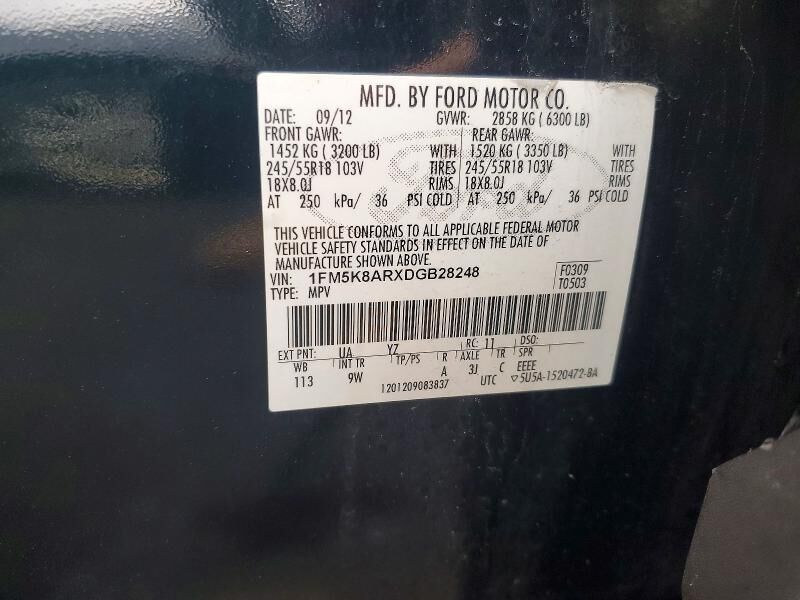 MFD. BY FORD MOTOR CO.
DATE: 09/12 GVWR: 2858 KG ( 6300 LB)
FRONT GAWR: REAR GAWR:
1452 KG ( 3200 LB) WITH 1520 KG ( 3350 LB) WITH
245/55R18 103V TIRES 245/55R18 103V TIRES
18X8.0J RIMS 18X8.0J RIMS
AT 250 kPa/ 36 PSI COLD AT 250 kPa/ 36 PSI COLD
Ford
THIS VEHICLE CONFORMS TO ALL APPLICABLE FEDERAL MOTOR
VEHICLE SAFETY STANDARDS IN EFFECT ON THE DATE OF
MANUFACTURE SHOWN ABOVE.
VIN: 1FM5K8ARXDGB28248 F0309
TYPE: MPV T0503
EXT PNT: UA YZ RC: 11 DSO:
WB INT TR TP/PS R AXLE TR SPR
113 9W A 3J C EEEE
1201209083837 UTC ▽5U5A-1520472-8A